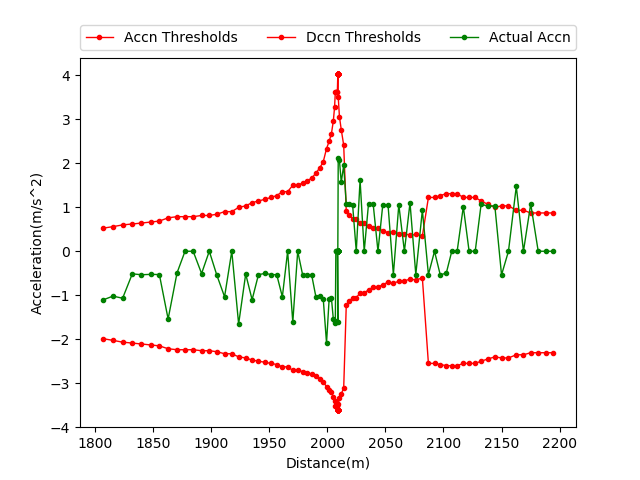 Accn Thresholds Dccn Thresholds Actual Accn
4
3
2
1
0
−1
−2
−3
−4
Acceleration(m/s^2)
1800 1850 1900 1950 2000 2050 2100 2150 2200
Distance(m)